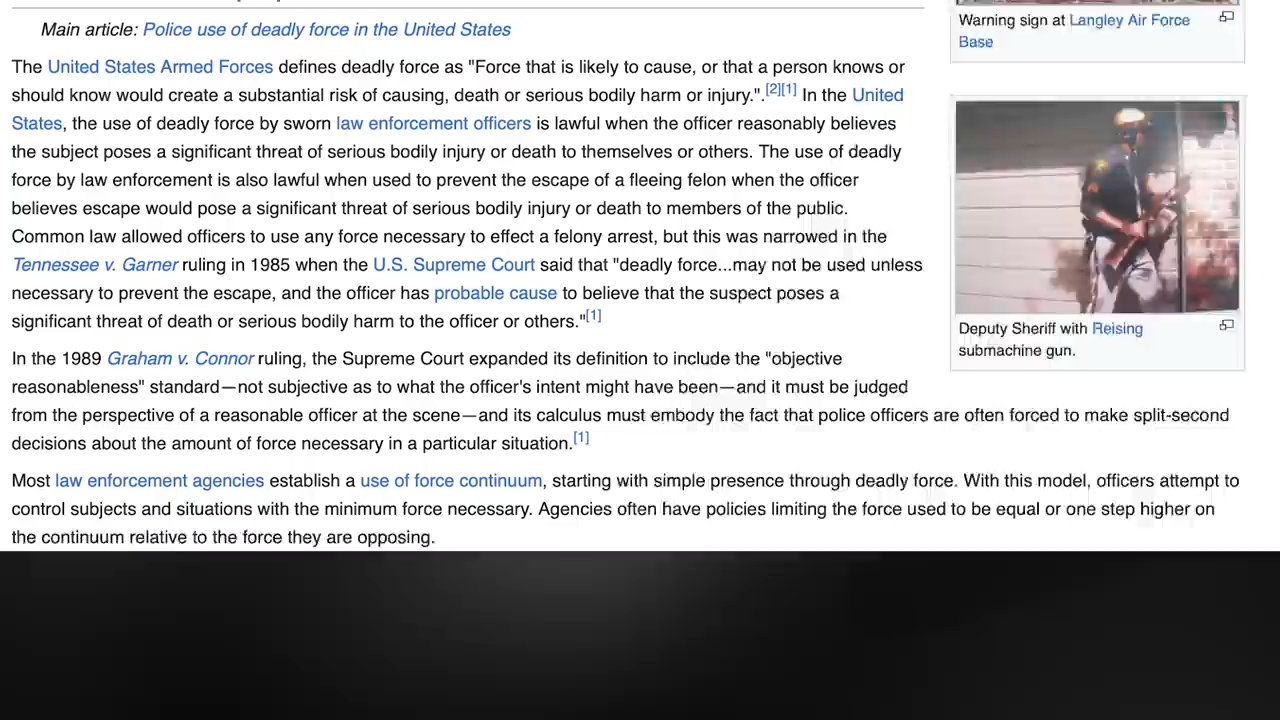 Main article: Police use of deadly force in the United States
The United States Armed Forces defines deadly force as "Force that is likely to cause, or that a person knows or
should know would create a substantial risk of causing, death or serious bodily harm or injury.".[2][1] In the United
States, the use of deadly force by sworn law enforcement officers is lawful when the officer reasonably believes
the subject poses a significant threat of serious bodily injury or death to themselves or others. The use of deadly
force by law enforcement is also lawful when used to prevent the escape of a fleeing felon when the officer
believes escape would pose a significant threat of serious bodily injury or death to members of the public.
Common law allowed officers to use any force necessary to effect a felony arrest, but this was narrowed in the
Tennessee v. Garner ruling in 1985 when the U.S. Supreme Court said that "deadly force...may not be used unless
necessary to prevent the escape, and the officer has probable cause to believe that the suspect poses a
significant threat of death or serious bodily harm to the officer or others."[1]
In the 1989 Graham v. Connor ruling, the Supreme Court expanded its definition to include the "objective
reasonableness" standard—not subjective as to what the officer's intent might have been—and it must be judged
from the perspective of a reasonable officer at the scene—and its calculus must embody the fact that police officers are often forced to make split-second
decisions about the amount of force necessary in a particular situation.[1]
Most law enforcement agencies establish a use of force continuum, starting with simple presence through deadly force. With this model, officers attempt to
control subjects and situations with the minimum force necessary. Agencies often have policies limiting the force used to be equal or one step higher on
the continuum relative to the force they are opposing.
Warning sign at Langley Air Force
Base
Deputy Sheriff with Reising
submachine gun.